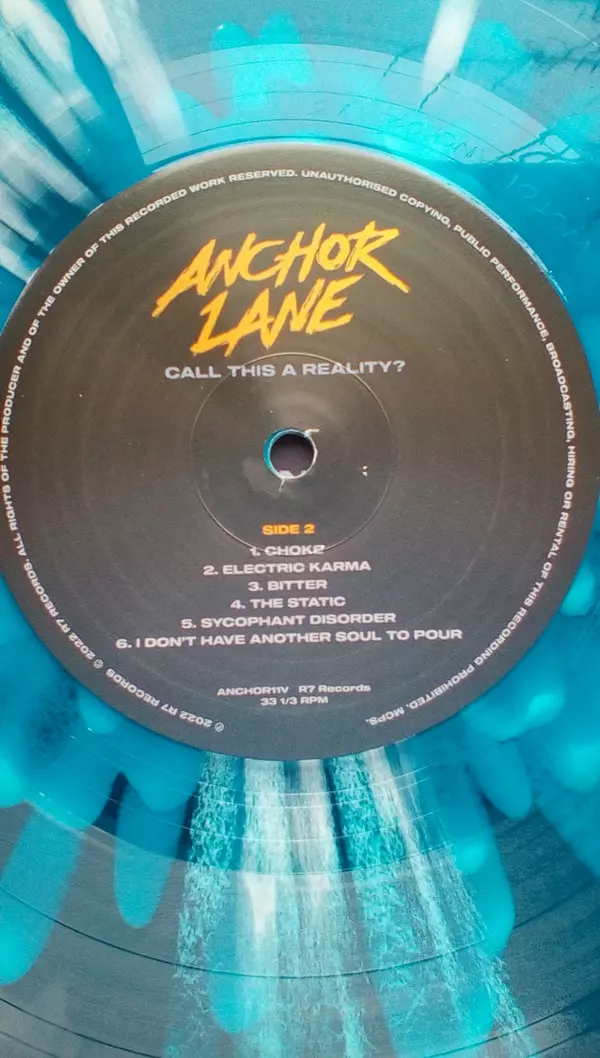 ANCHOR
LANE
CALL THIS A REALITY?
SIDE 2
1. CHOKE
2. ELECTRIC KARMA
3. BITTER
4. THE STATIC
5. SYCOPHANT DISORDER
6. I DON'T HAVE ANOTHER SOUL TO POUR
ANCHOR11V R7 Records
33 1/3 RPM
℗ 2022 R7 RECORDS © 2022 R7 RECORDS. ALL RIGHTS OF THE PRODUCER AND OF THE OWNER OF THIS RECORDED WORK RESERVED. UNAUTHORISED COPYING, PUBLIC PERFORMANCE, BROADCASTING, HIRING OR RENTAL OF THIS RECORDING PROHIBITED. MCPS.